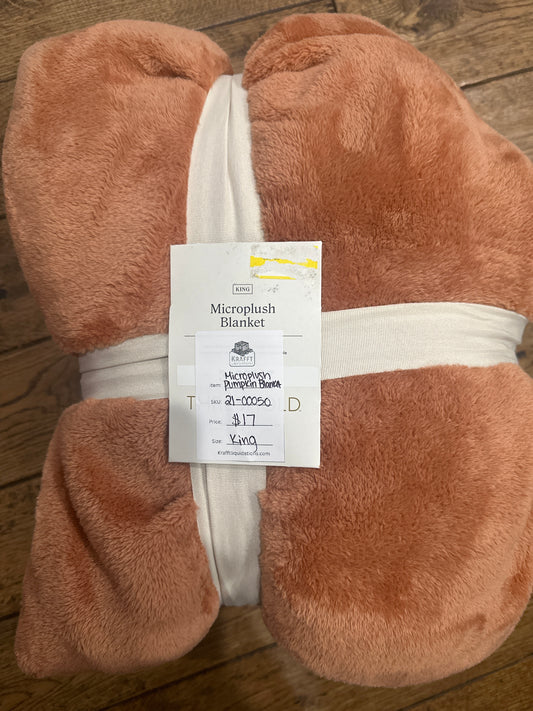 KING
Microplush
Blanket
KRAFFT
Microplush
Item: Pumpkin Blanket
SKU: 21-00050
T D.
Price: $17
Size: King
Krafftliquidations.com